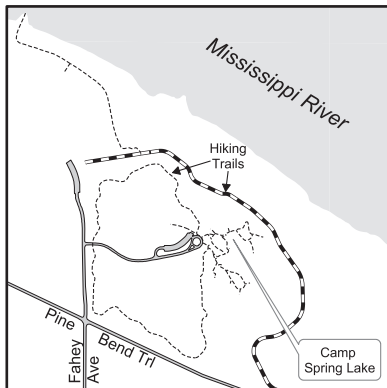 Mississippi River
Hiking
Trails
Pine
Bend Trl
Fahey
Ave
Camp
Spring Lake